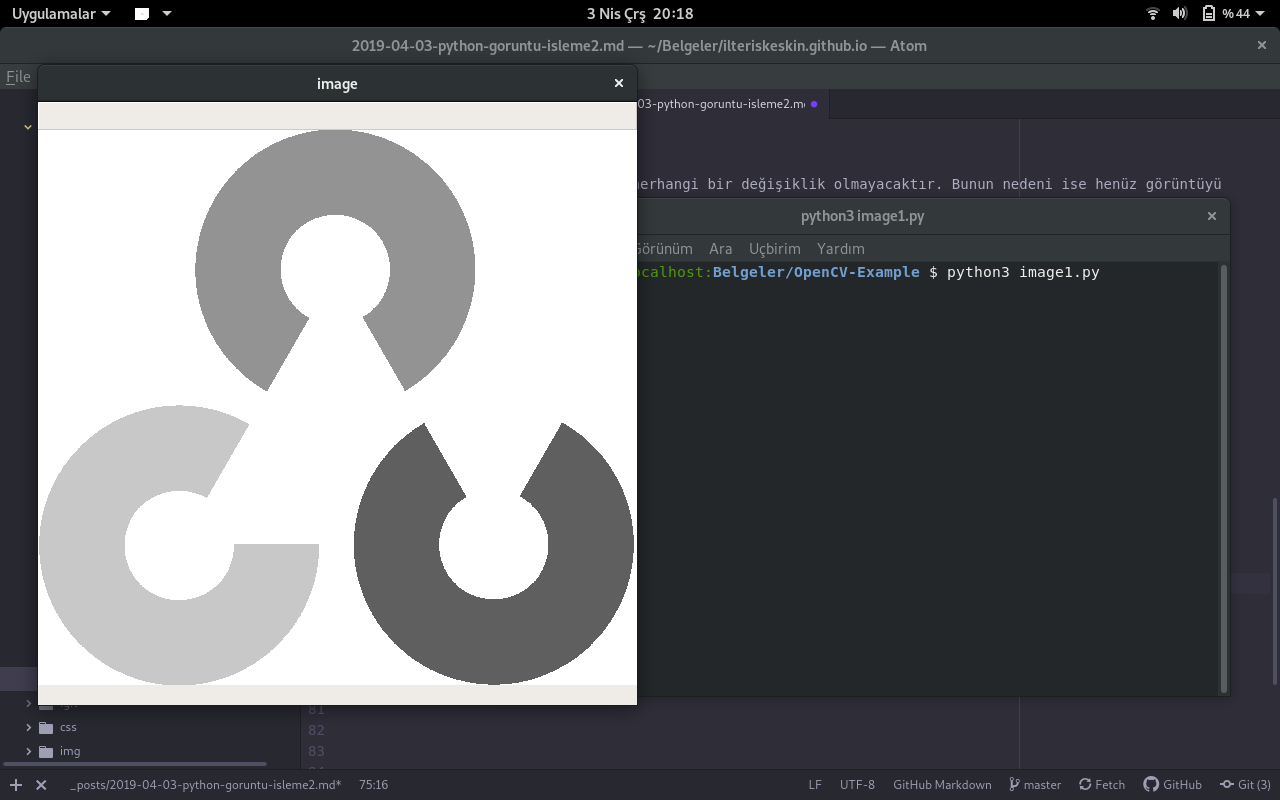 Uygulamalar 3 Nis Çrş 20:18 %44
2019-04-03-python-goruntu-isleme2.md — ~/Belgeler/ilteriskeskin.github.io — Atom
File
image
03-python-goruntu-isleme2.m
herhangi bir değişiklik olmayacaktır. Bunun nedeni ise henüz görüntüyü
python3 image1.py
Görünüm Ara Uçbirim Yardım
ocalhost:Belgeler/OpenCV-Example $ python3 image1.py
81
css 82
img 83
_posts/2019-04-03-python-goruntu-isleme2.md* 75:16 LF UTF-8 GitHub Markdown master Fetch GitHub Git (3)